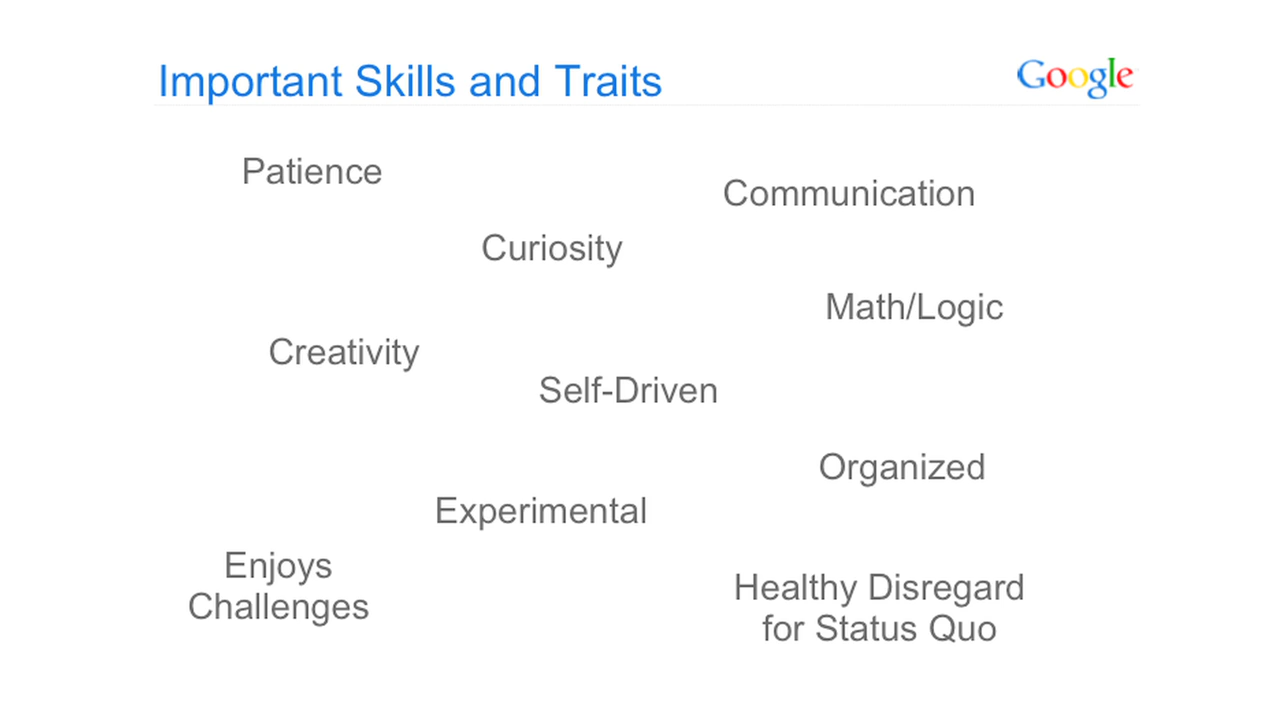 Important Skills and Traits
Google
Patience
Communication
Curiosity
Math/Logic
Creativity
Self-Driven
Organized
Experimental
Enjoys
Challenges
Healthy Disregard
for Status Quo